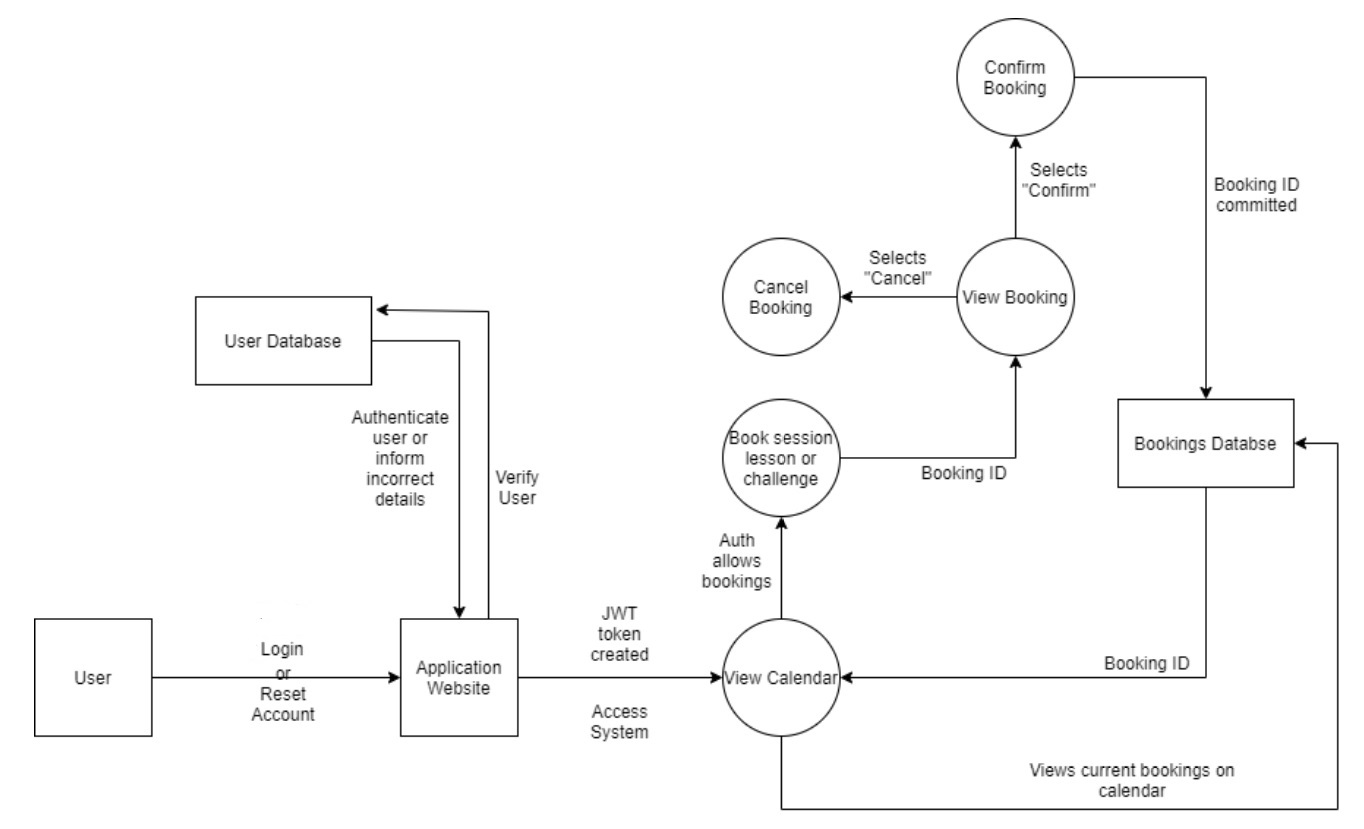 Confirm
Booking
Selects
"Confirm"
Booking ID
committed
Selects
"Cancel"
Cancel
Booking
View Booking
User Database
Authenticate
user or
inform
incorrect
details
Verify
User
Book session
lesson or
challenge
Booking ID
Bookings Databse
Auth
allows
bookings
User
Login
or
Reset
Account
Application
Website
JWT
token
created
Access
System
View Calendar
Booking ID
Views current bookings on
calendar